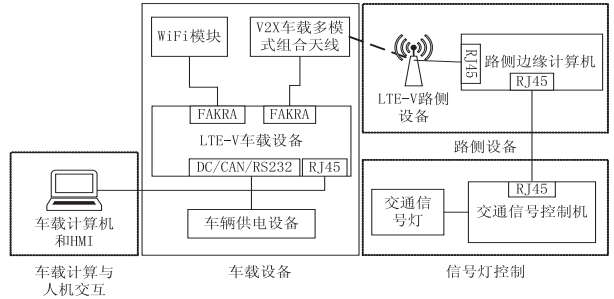 WiFi模块
V2X车载多模
式组合天线
FAKRA
FAKRA
LTE-V车载设备
DC/CAN/RS232
RJ45
车辆供电设备
车载设备
车载计算机
和HMI
车载计算与
人机交互
LTE-V路侧
设备
RJ45
路侧边缘计算机
RJ45
路侧设备
交通信
号灯
RJ45
交通信号控制机
信号灯控制